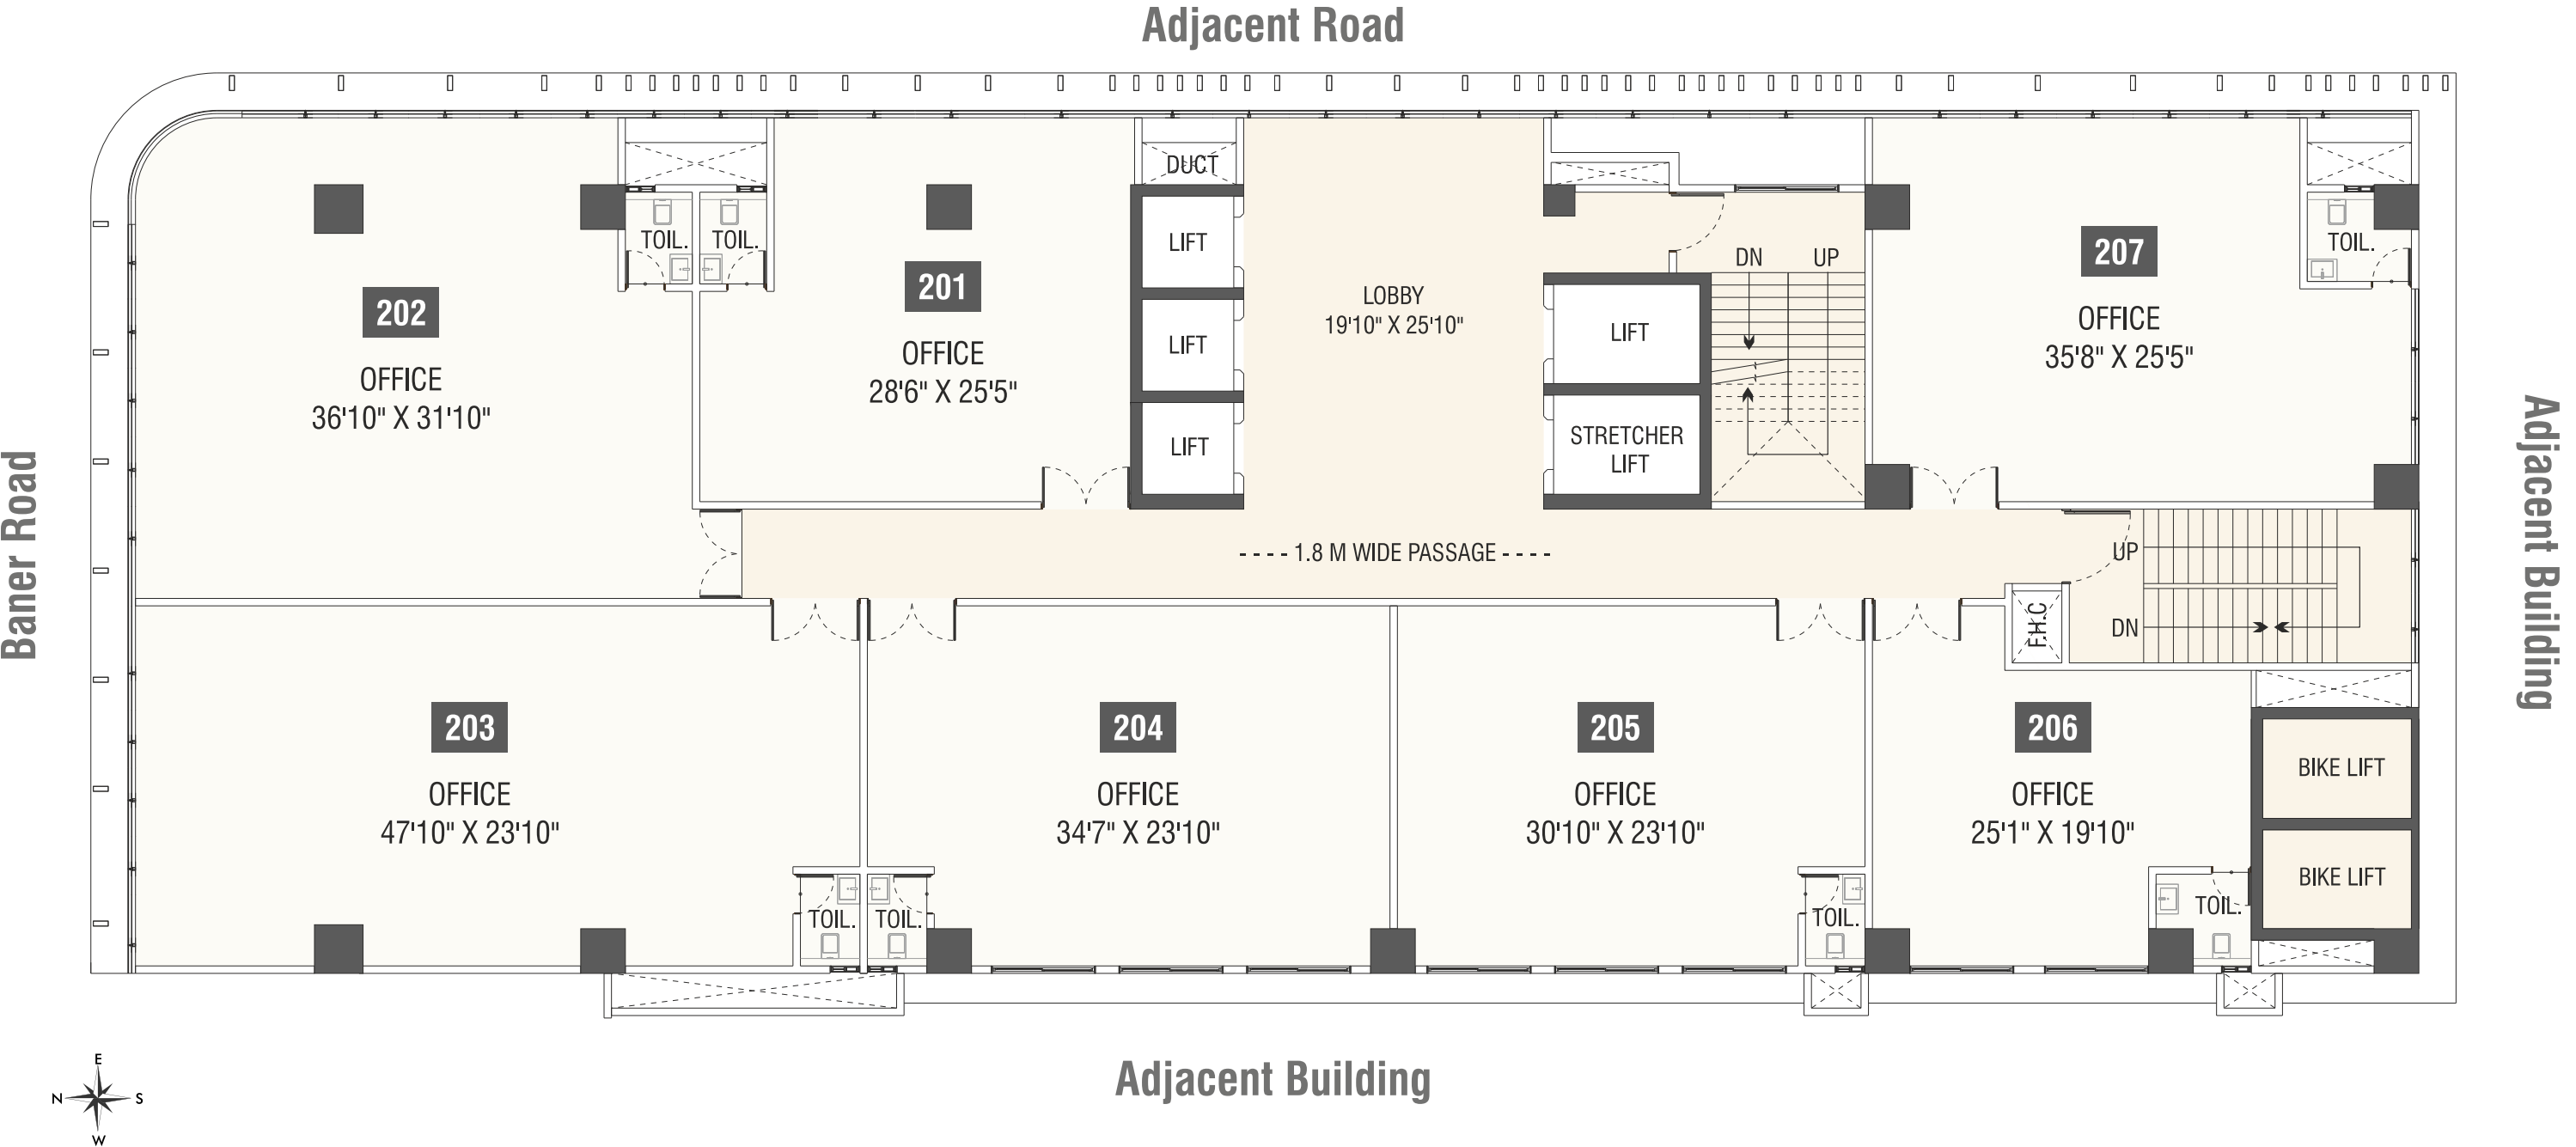 Adjacent Road
DUCT
TOIL.
TOIL.
LIFT
TOIL.
207
DN
UP
201
202
LOBBY
19'10" X 25'10"
LIFT
LIFT
OFFICE
35'8" X 25'5"
OFFICE
28'6" X 25'5"
OFFICE
36'10" X 31'10"
LIFT
STRETCHER
LIFT
Baner Road
Adjacent Building
- - - - 1.8 M WIDE PASSAGE - - - -
UP
F.H.C
DN
203
204
205
206
OFFICE
47'10" X 23'10"
OFFICE
34'7" X 23'10"
OFFICE
30'10" X 23'10"
OFFICE
25'1" X 19'10"
BIKE LIFT
BIKE LIFT
TOIL.
TOIL.
TOIL.
TOIL.
Adjacent Building
E
N
S
W